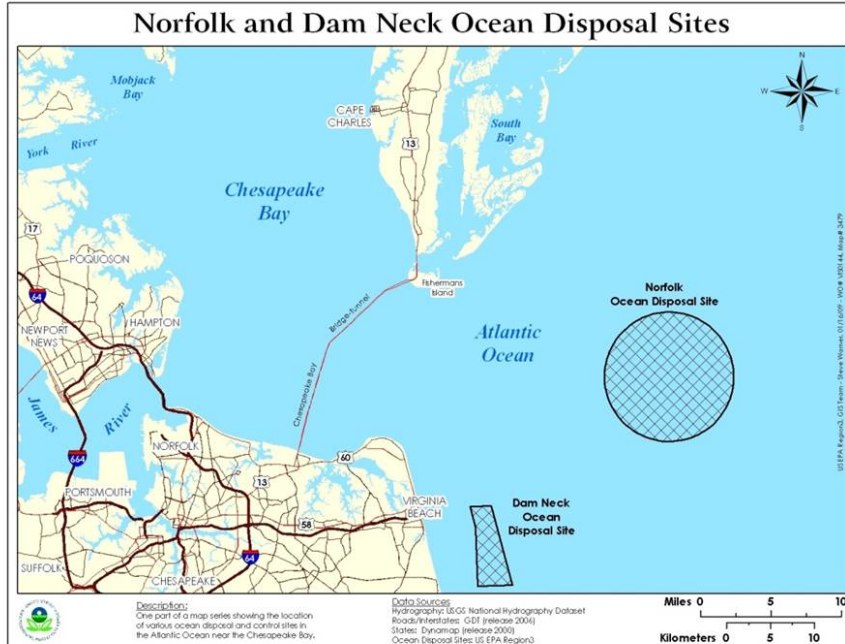 Norfolk and Dam Neck Ocean Disposal Sites
Mobjack
Bay
N
W
E
S
CAPE
CHARLES
South
Bay
York River
13
Chesapeake
Bay
17
POQUOSON
Fishermans
Island
64
Norfolk
Ocean Disposal Site
HAMPTON
NEWPORT
NEWS
Bridge-tunnel
Atlantic
Ocean
Chesapeake Bay
James
River
NORFOLK
664
60
13
PORTSMOUTH
VIRGINIA
BEACH
Dam Neck
Ocean
Disposal Site
58
64
SUFFOLK
CHESAPEAKE
Description:
One part of a map series showing the location
of various ocean disposal and control sites in
the Atlantic Ocean near the Chesapeake Bay.
Data Sources
Hydrography: USGS National Hydrography Dataset
Roads/Interstates: GDT (release 2006)
States: Dynamap (release 2000)
Ocean Disposal Sites: US EPA Region3
Miles 0 5 10
Kilometers 0 5 10